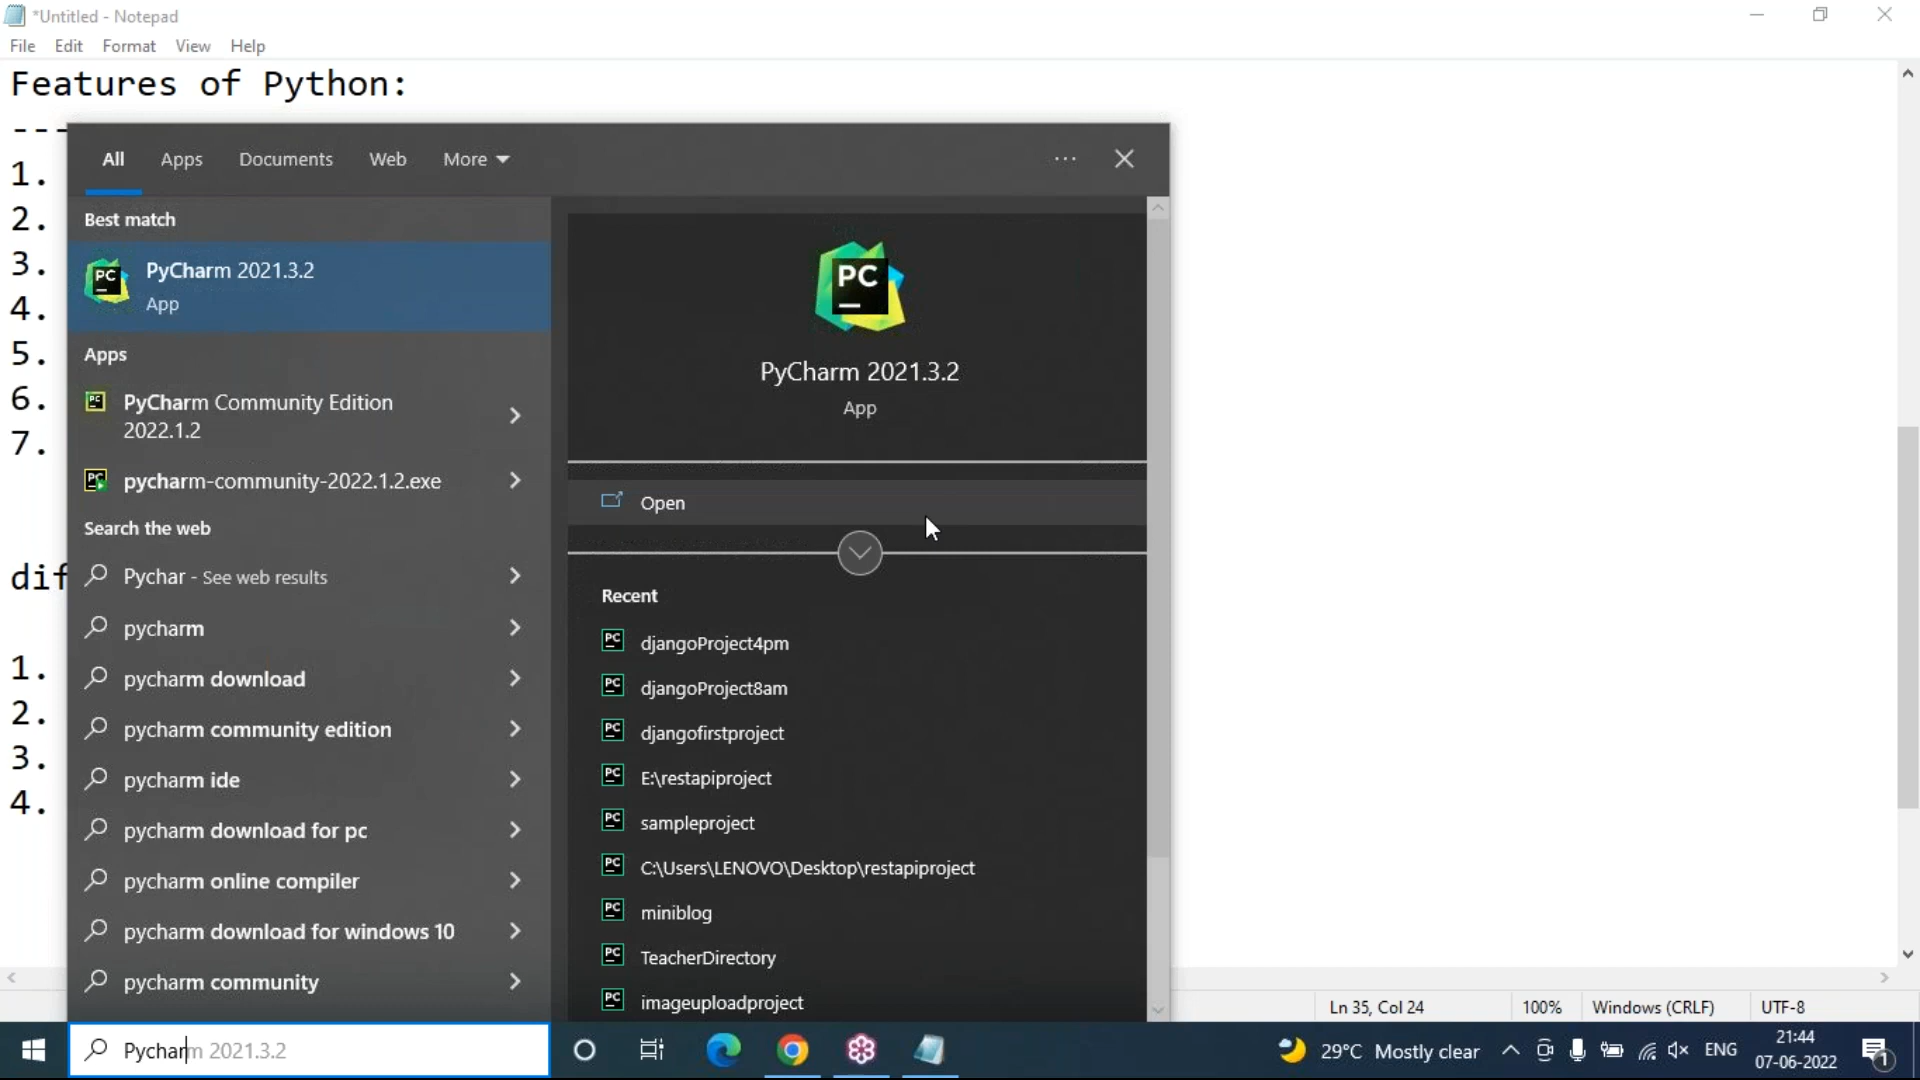 *Untitled - Notepad
File Edit Format View Help
Features of Python:
---
1.
2.
3.
4.
5.
6.
7.
dif
1.
2.
3.
4.
All Apps Documents Web More
Best match
PyCharm 2021.3.2
App
Apps
PyCharm Community Edition
2022.1.2
pycharm-community-2022.1.2.exe
Search the web
Pychar - See web results
pycharm
pycharm download
pycharm community edition
pycharm ide
pycharm download for pc
pycharm online compiler
pycharm download for windows 10
pycharm community
PC
PyCharm 2021.3.2
App
Open
Recent
djangoProject4pm
djangoProject8am
djangofirstproject
E:\restapiproject
sampleproject
C:\Users\LENOVO\Desktop\restapiproject
miniblog
TeacherDirectory
imageuploadproject
Ln 35, Col 24 100% Windows (CRLF) UTF-8
Pycharm 2021.3.2
29°C Mostly clear ENG 21:44
07-06-2022
1